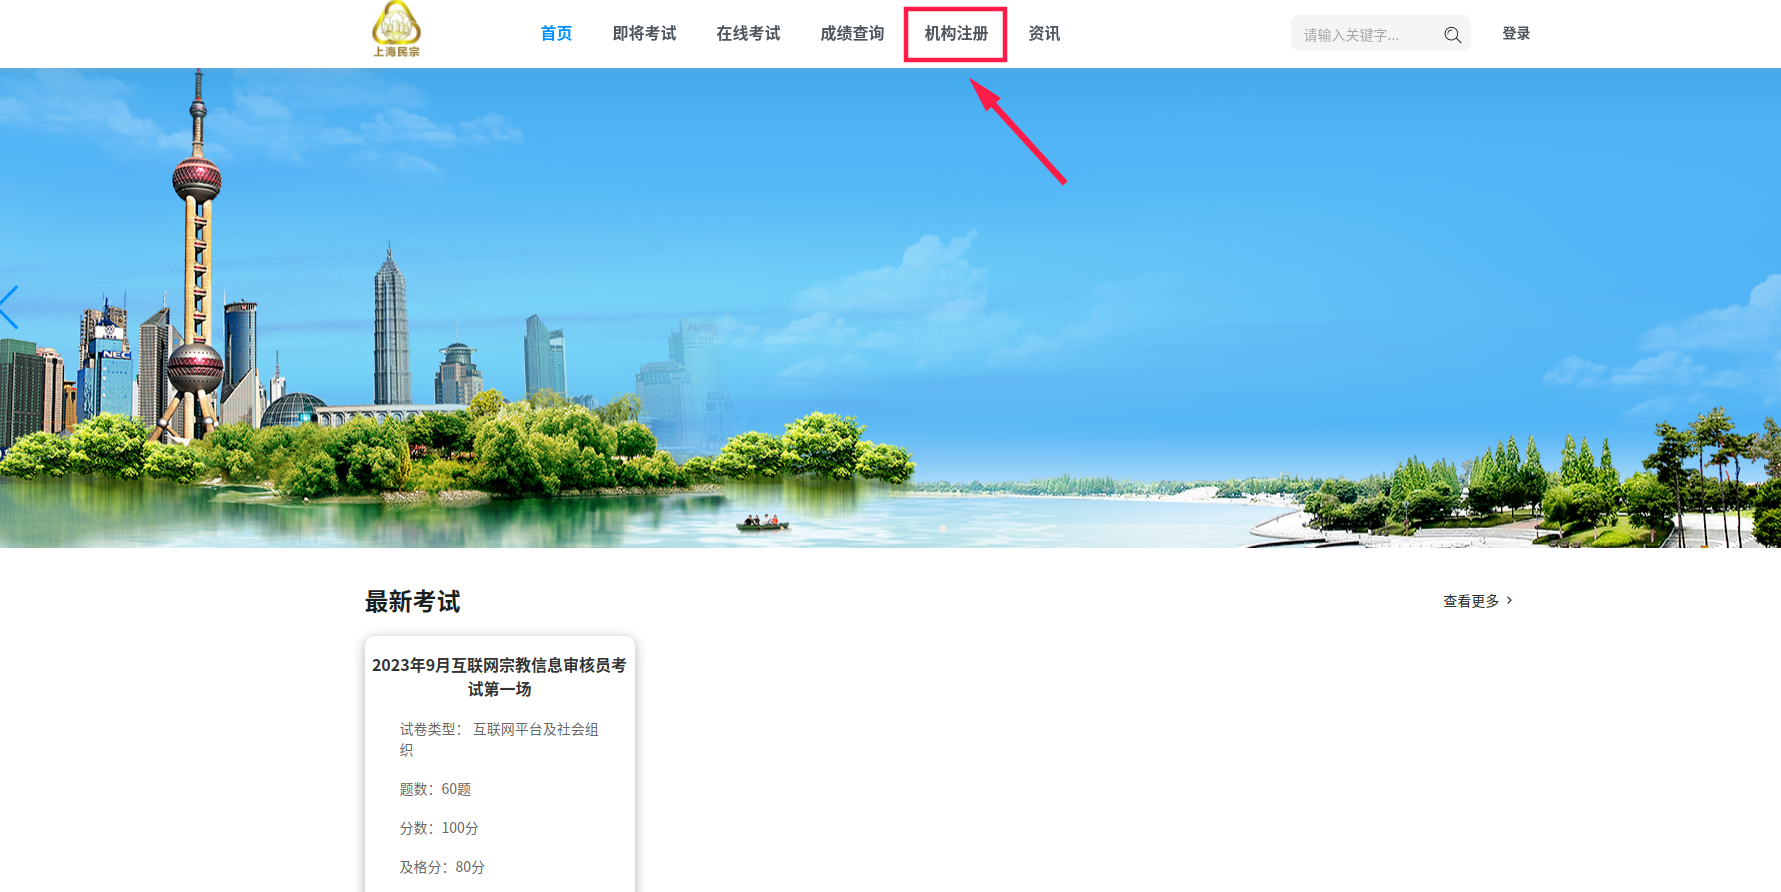 上海民宗
首页 即将考试 在线考试 成绩查询 机构注册 资讯 请输入关键字... 登录
NEC
最新考试 查看更多 >
2023年9月互联网宗教信息审核员考
试第一场
试卷类型： 互联网平台及社会组
织
题数：60题
分数：100分
及格分：80分